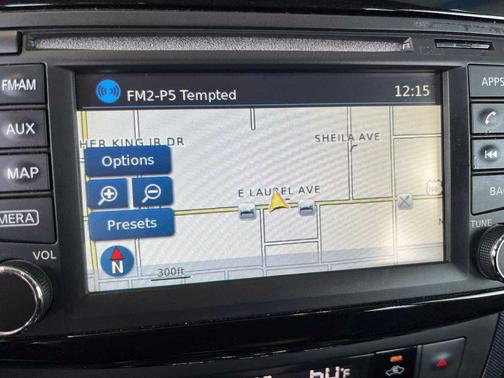 FM·AM
AUX
MAP
MERA
VOL
FM2-P5 Tempted
12:15
HER KING JR DR
SHEILA AVE
Options
E LAUREL AVE
Presets
N
300ft
APPS
BA
TUNE